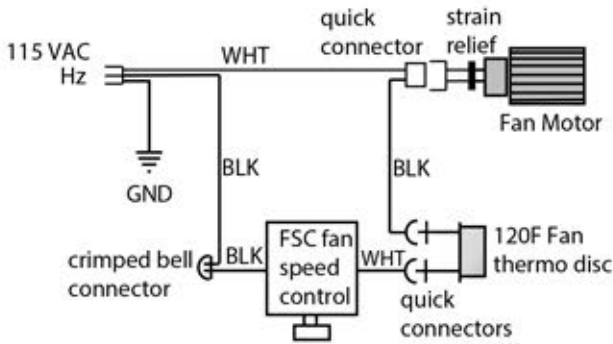 115 VAC
Hz
WHT
quick
connector
strain
relief
Fan Motor
GND
BLK
BLK
crimped bell
connector
BLK
FSC fan
speed
control
WHT
quick
connectors
120F Fan
thermo disc